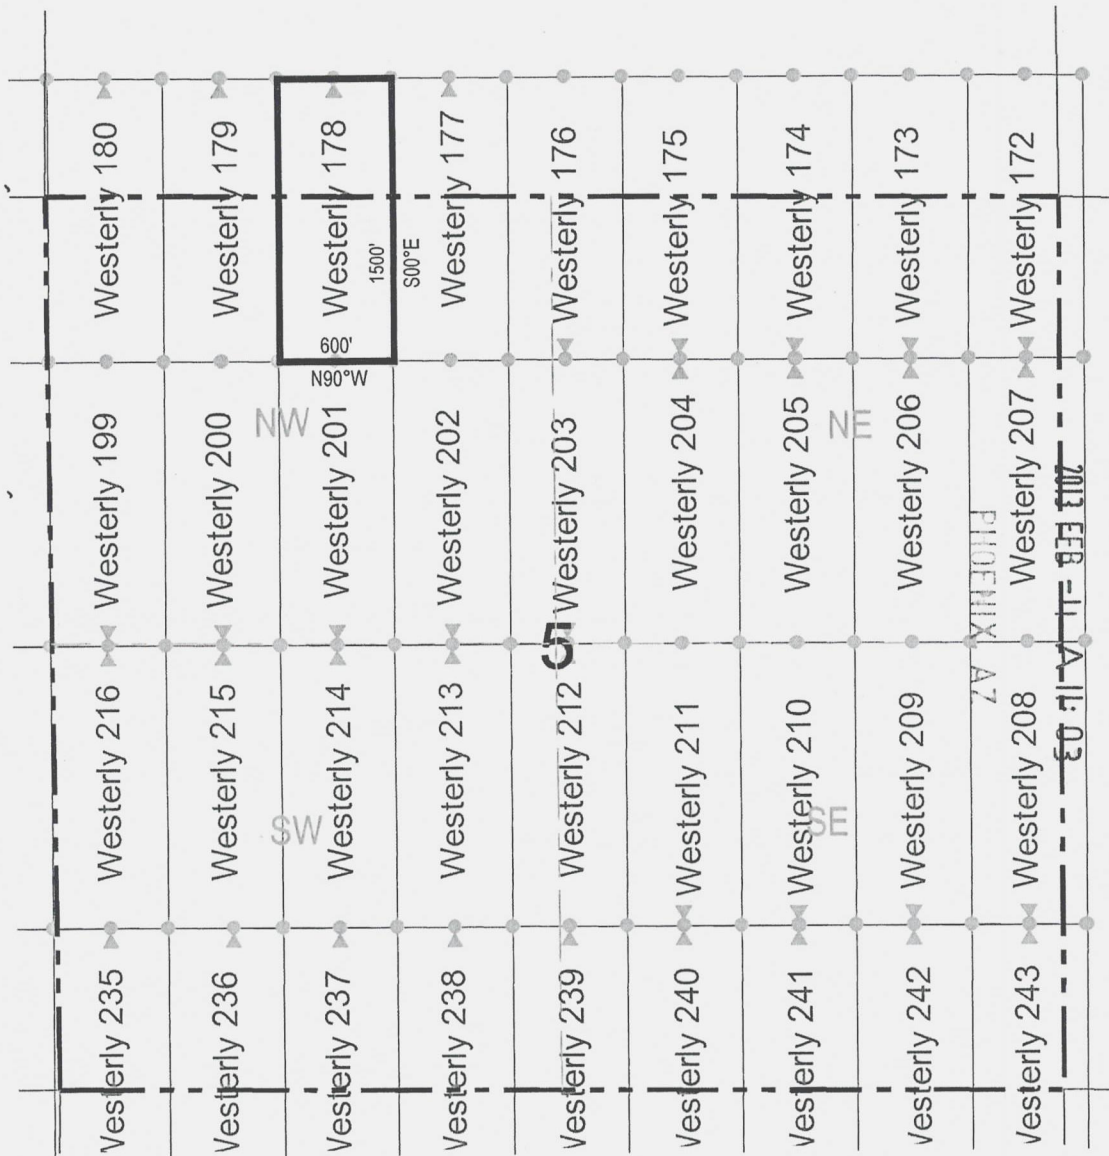 Westerly 180
Westerly 179
Westerly 178
Westerly 177
Westerly 176
Westerly 175
Westerly 174
Westerly 173
Westerly 172
1500'
S00°E
600'
N90°W
NW
NE
Westerly 199
Westerly 200
Westerly 201
Westerly 202
Westerly 203
Westerly 204
Westerly 205
Westerly 206
Westerly 207
2013 FEB -4 A 11: 03
PHOENIX AZ
5
Westerly 216
Westerly 215
Westerly 214
Westerly 213
Westerly 212
Westerly 211
Westerly 210
Westerly 209
Westerly 208
SW
SE
Westerly 235
Westerly 236
Westerly 237
Westerly 238
Westerly 239
Westerly 240
Westerly 241
Westerly 242
Westerly 243